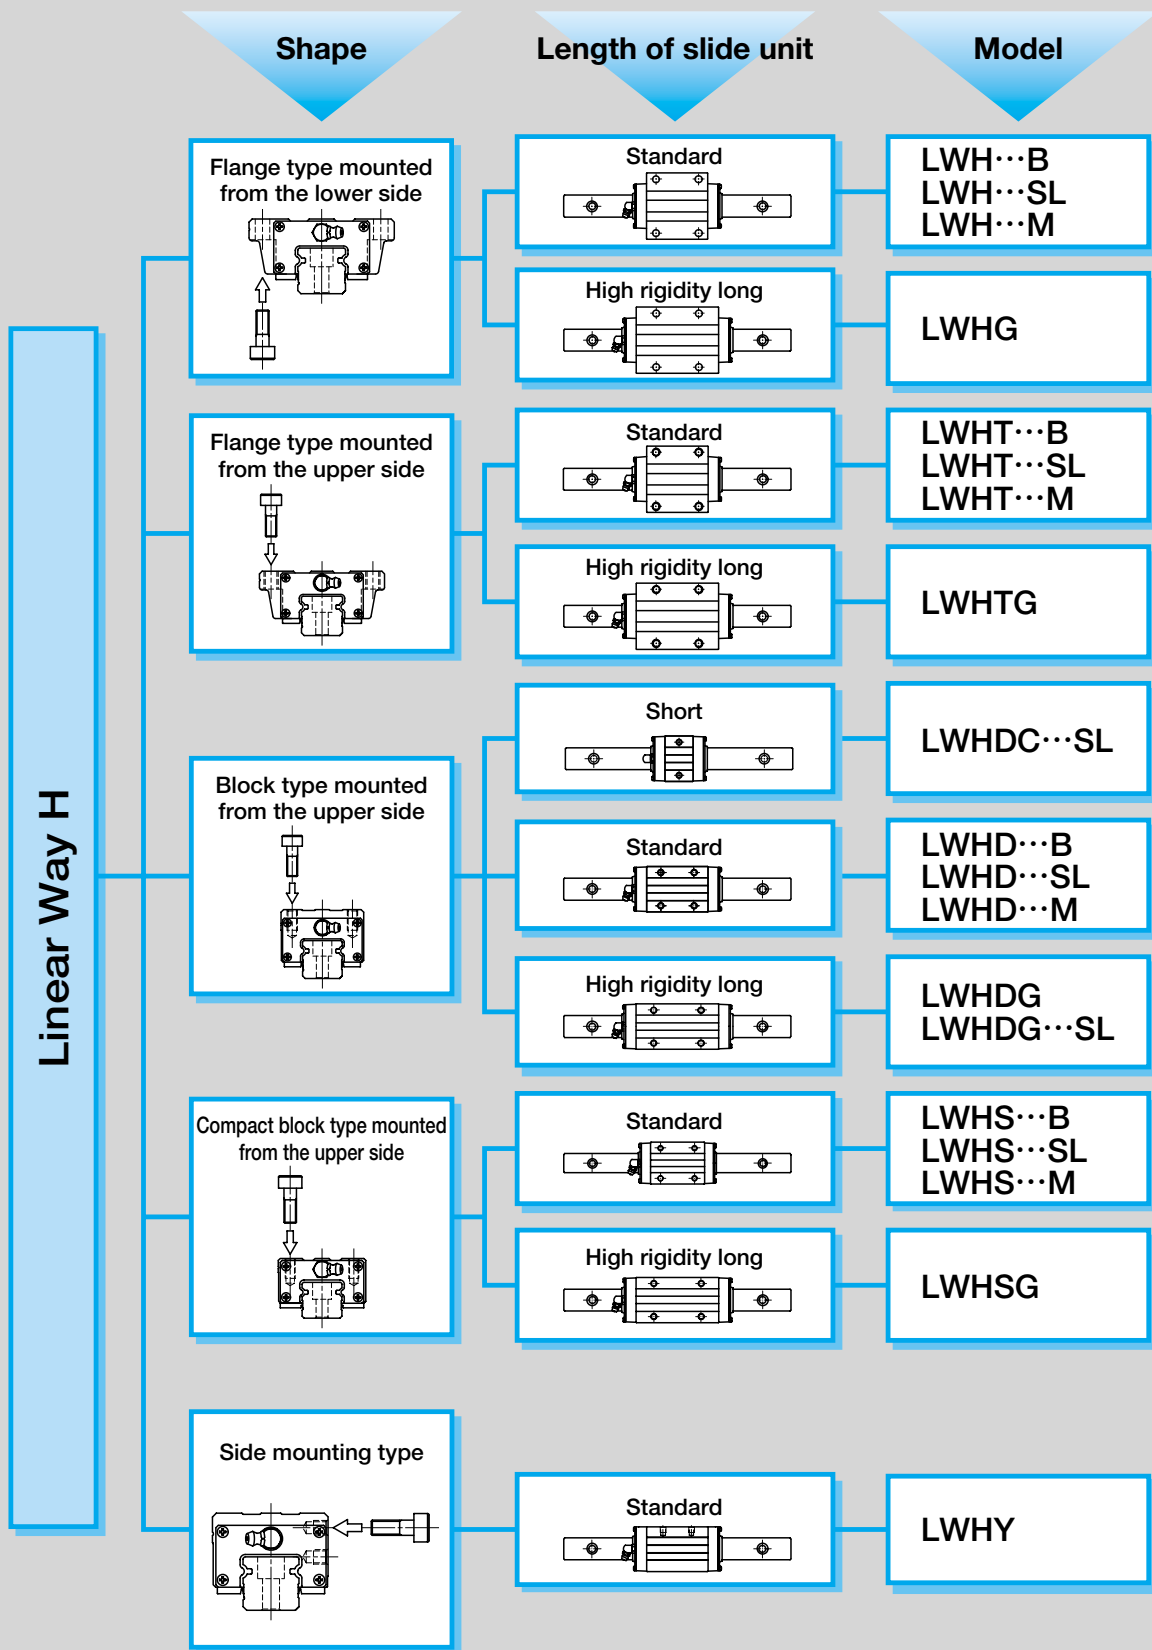 Shape
Length of slide unit
Model
Linear Way H
Flange type mounted
from the lower side
Standard
LWH···B
LWH···SL
LWH···M
High rigidity long
LWHG
Flange type mounted
from the upper side
Standard
LWHT···B
LWHT···SL
LWHT···M
High rigidity long
LWHTG
Block type mounted
from the upper side
Short
LWHDC···SL
Standard
LWHD···B
LWHD···SL
LWHD···M
High rigidity long
LWHDG
LWHDG···SL
Compact block type mounted
from the upper side
Standard
LWHS···B
LWHS···SL
LWHS···M
High rigidity long
LWHSG
Side mounting type
Standard
LWHY